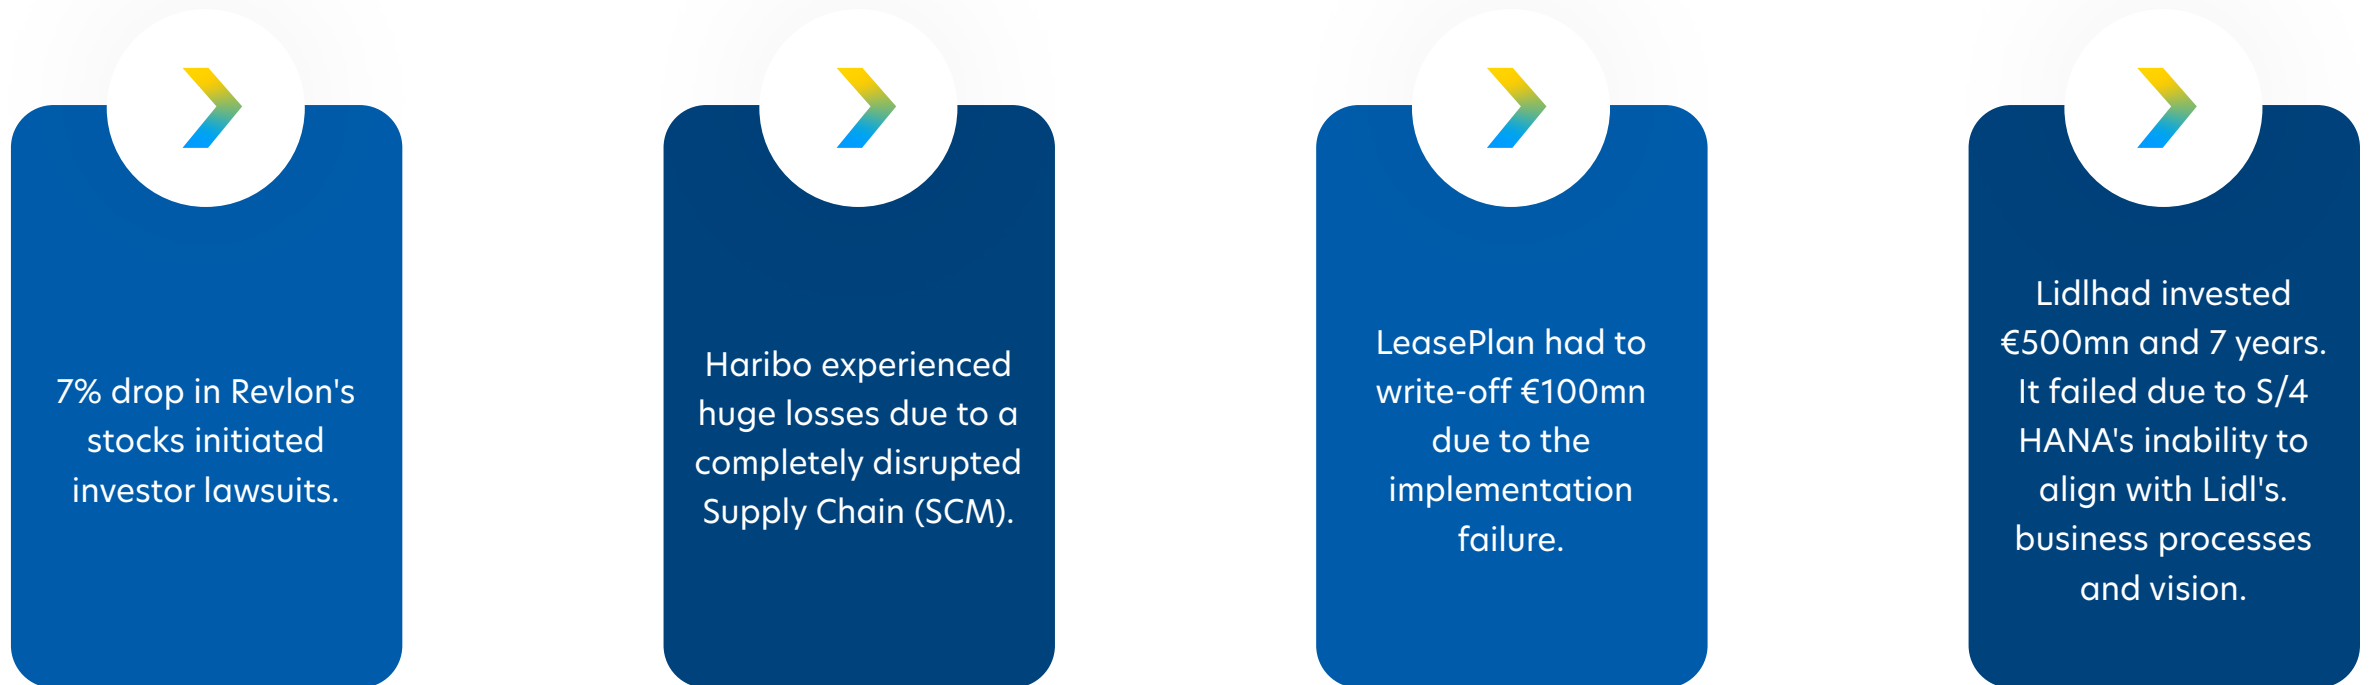 7% drop in Revlon's
stocks initiated
investor lawsuits.
Haribo experienced
huge losses due to a
completely disrupted
Supply Chain (SCM).
LeasePlan had to
write-off €100mn
due to the
implementation
failure.
Lidlhad invested
€500mn and 7 years.
It failed due to S/4
HANA's inability to
align with Lidl's.
business processes
and vision.